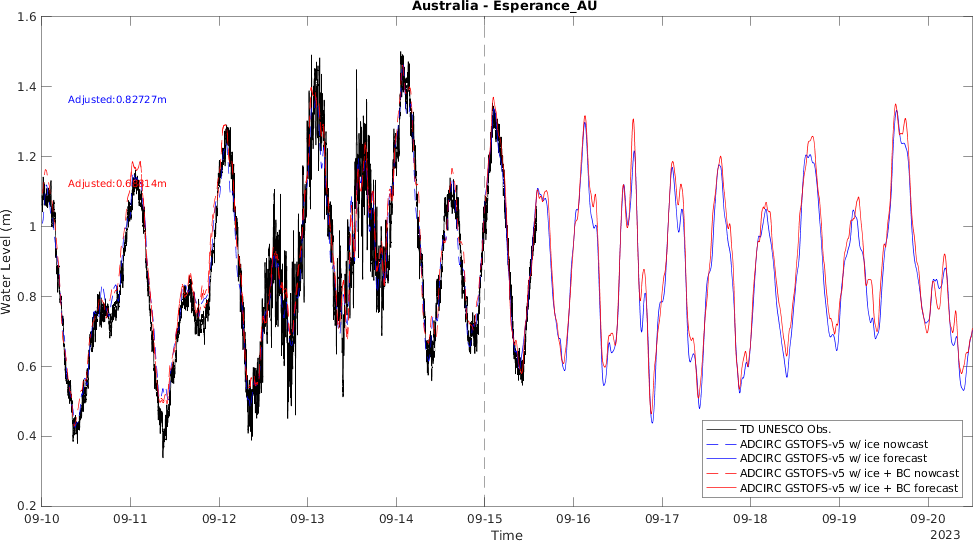 Australia - Esperance_AU
1.6
1.4
1.2
1
0.8
0.6
0.4
0.2
Water Level (m)
Adjusted:0.82727m
TD UNESCO Obs.
ADCIRC GSTOFS-v5 w/ ice nowcast
ADCIRC GSTOFS-v5 w/ ice forecast
ADCIRC GSTOFS-v5 w/ ice + BC nowcast
ADCIRC GSTOFS-v5 w/ ice + BC forecast
09-10 09-11 09-12 09-13 09-14 09-15 09-16 09-17 09-18 09-19 09-20
Time
2023